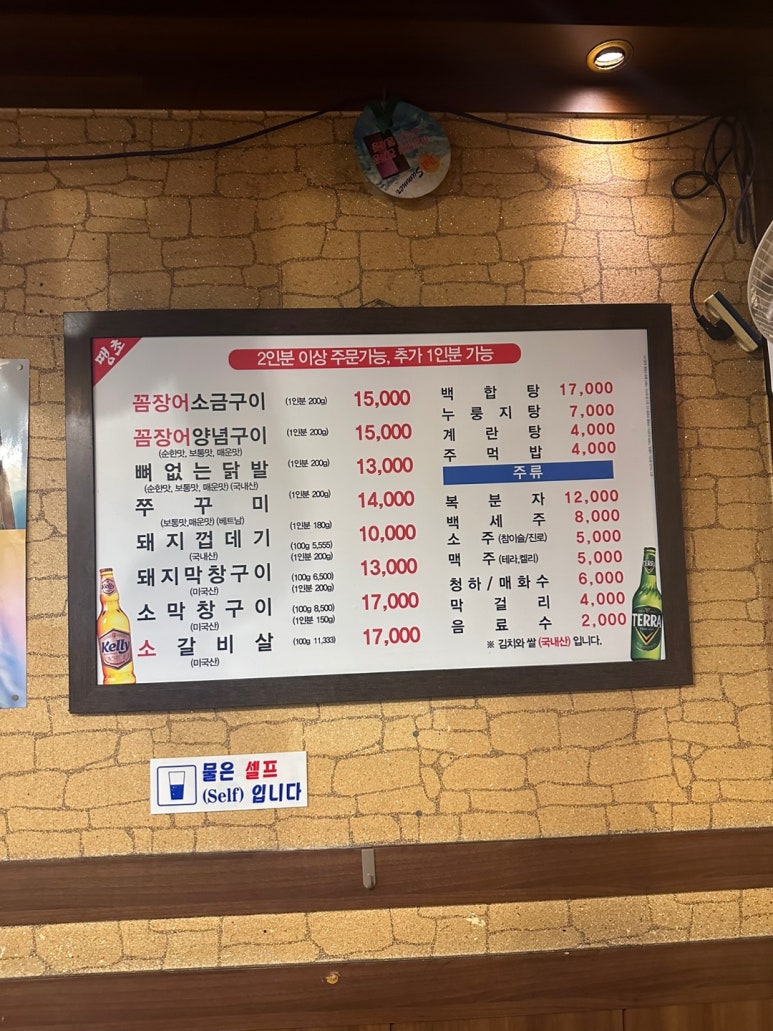 Summer
땡초
2인분 이상 주문가능, 추가 1인분 가능
꼼장어소금구이 (1인분 200g) 15,000
꼼장어양념구이 (1인분 200g) 15,000
(순한맛, 보통맛, 매운맛)
뼈없는닭발 (1인분 200g) 13,000
(순한맛, 보통맛, 매운맛) (국내산)
쭈꾸미 (1인분 200g) 14,000
(보통맛,매운맛) (베트남)
돼지껍데기 (1인분 180g) 10,000
(국내산) (100g 5,555)
돼지막창구이 (1인분 200g) 13,000
(미국산) (100g 6,500)
소막창구이 (1인분 200g) 17,000
(미국산) (100g 8,500)
소갈비살 (1인분 150g) 17,000
(미국산) (100g 11,333)
백합탕 17,000
누룽지탕 7,000
계란탕 4,000
주먹밥 4,000
주류
복분자 12,000
백세주 8,000
소주 (참이슬/진로) 5,000
맥주 (테라,켈리) 5,000
청하/매화수 6,000
막걸리 4,000
음료수 2,000
※ 김치와 쌀 (국내산) 입니다.
Kelly
Kelly
TERRA
TERRA
물은 셀프
(Self) 입니다